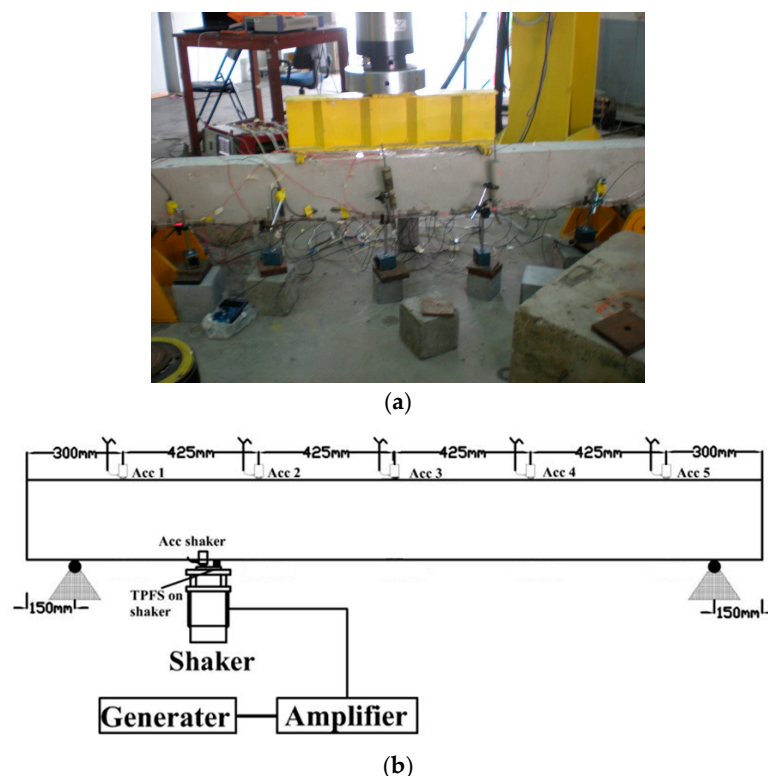 (a)
300mm 425mm 425mm 425mm 425mm 300mm
Acc 1 Acc 2 Acc 3 Acc 4 Acc 5
Acc shaker
TPFS on
shaker
150mm 150mm
Shaker
Generater Amplifier
(b)